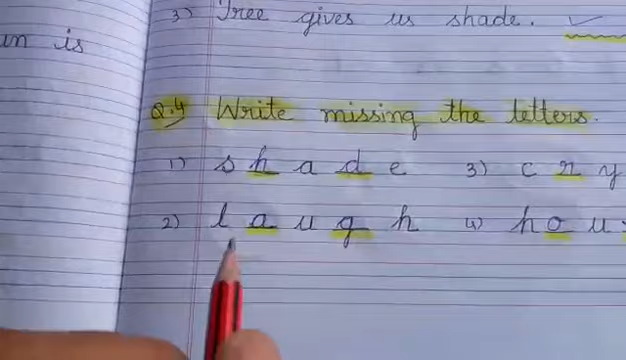 3) Tree gives us shade.
un is
Q.4 Write missing the letters.
1) s h a d e 3) c r y
2) l a u g h 4) h o u